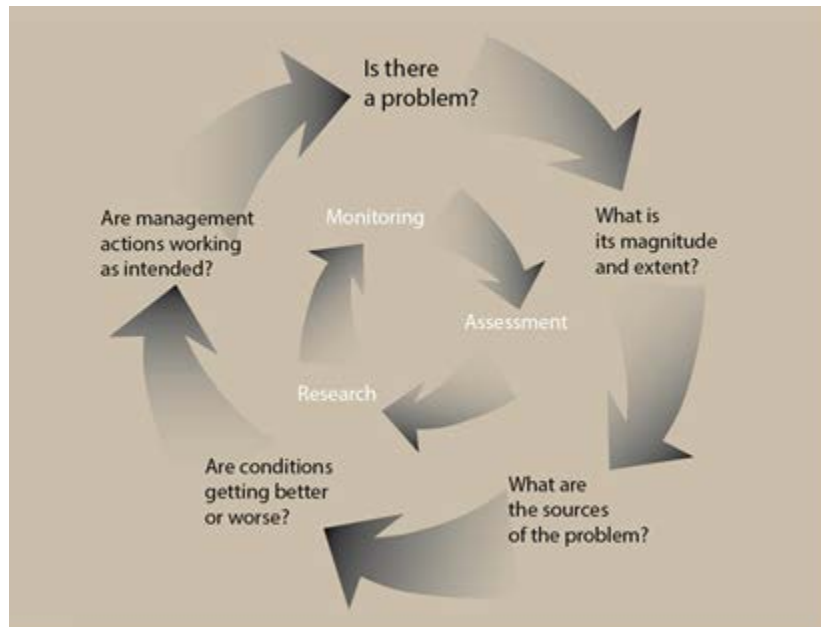 Is there
a problem?
What is
its magnitude
and extent?
What are
the sources
of the problem?
Are conditions
getting better
or worse?
Are management
actions working
as intended?
Monitoring
Assessment
Research